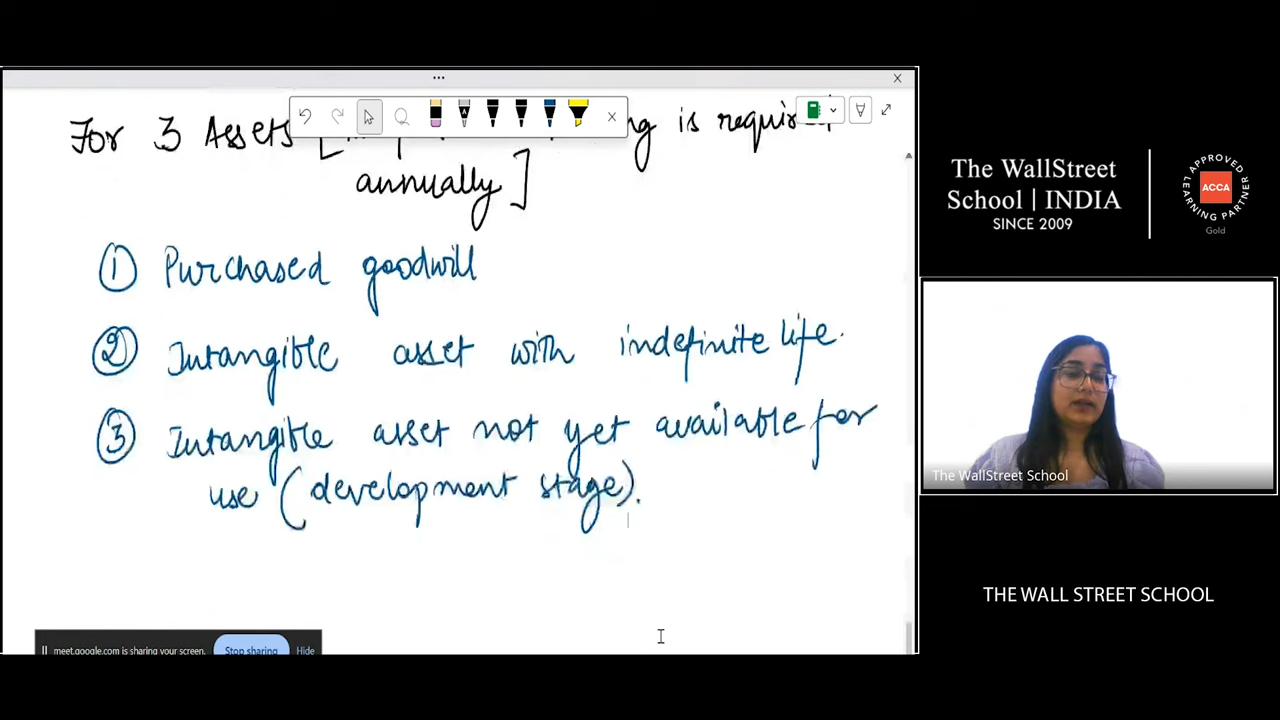 For 3 Assets [ is required
annually]
① Purchased goodwill
② Intangible asset with indefinite life.
③ Intangible asset not yet available for
use (development stage).
meet.google.com is sharing your screen. Stop sharing Hide
The WallStreet
School | INDIA
SINCE 2009
APPROVED
LEARNING PARTNER
ACCA
Gold
The WallStreet School
THE WALL STREET SCHOOL